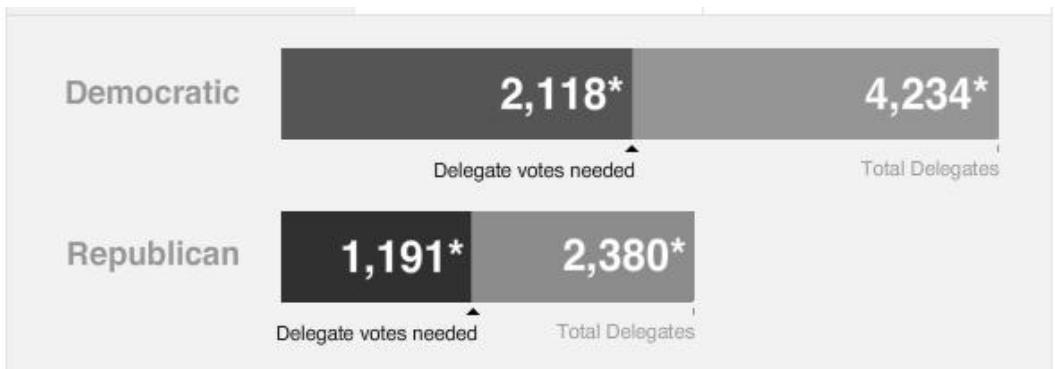 Democratic
2,118*
4,234*
Delegate votes needed
Total Delegates
Republican
1,191*
2,380*
Delegate votes needed
Total Delegates